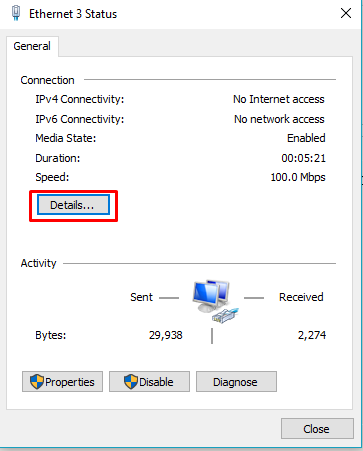 Ethernet 3 Status
General
Connection
IPv4 Connectivity: No Internet access
IPv6 Connectivity: No network access
Media State: Enabled
Duration: 00:05:21
Speed: 100.0 Mbps
Details...
Activity
Sent Received
Bytes: 29,938 2,274
Properties Disable Diagnose
Close